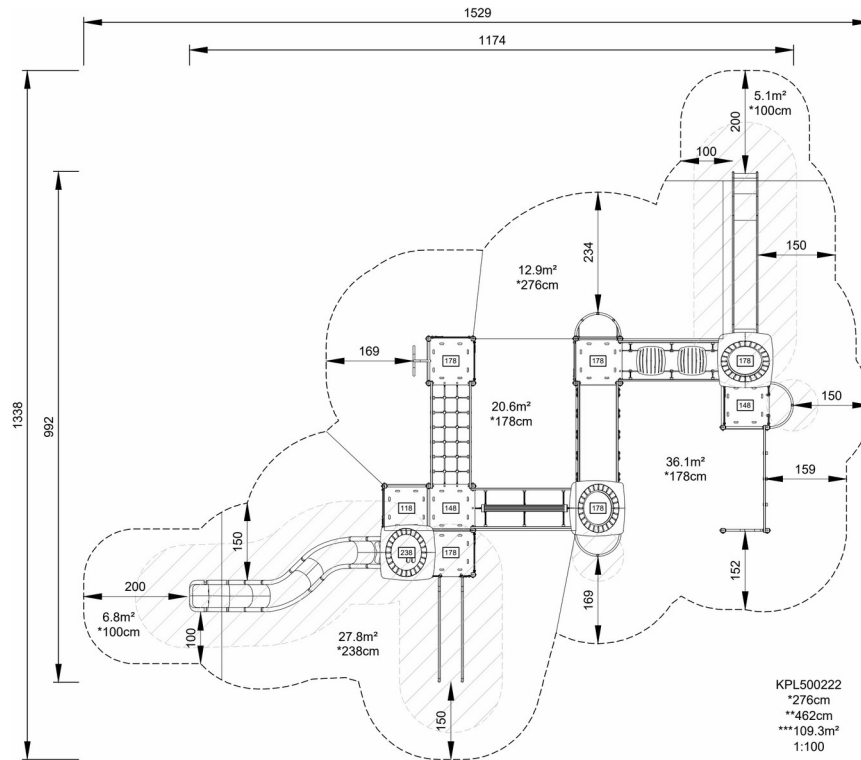 1529
1174
5.1m²
*100cm
200
100
150
234
12.9m²
*276cm
1338
992
169
178
178
178
20.6m²
*178cm
148
150
36.1m²
*178cm
159
118
148
178
150
238
178
152
200
169
6.8m²
*100cm
100
27.8m²
*238cm
150
KPL500222
*276cm
**462cm
***109.3m²
1:100